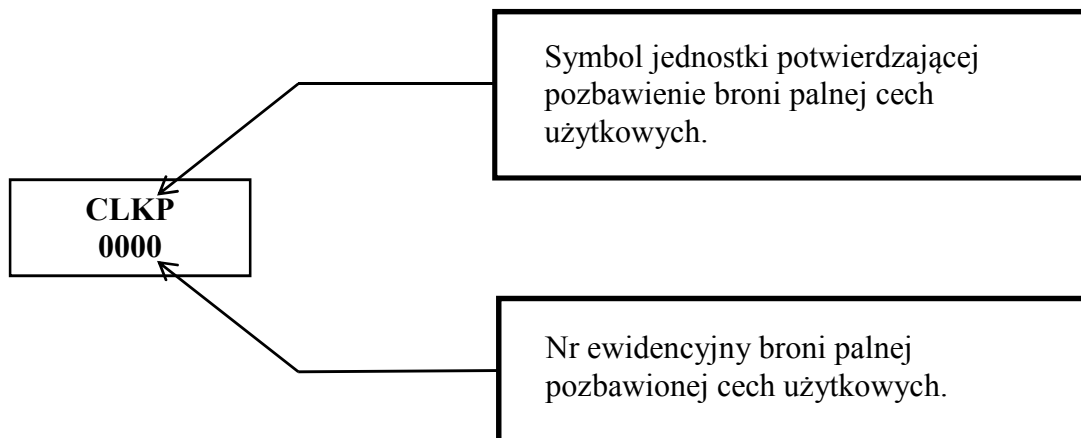 Symbol jednostki potwierdzającej
pozbawienie broni palnej cech
użytkowych.
CLKP
0000
Nr ewidencyjny broni palnej
pozbawionej cech użytkowych.